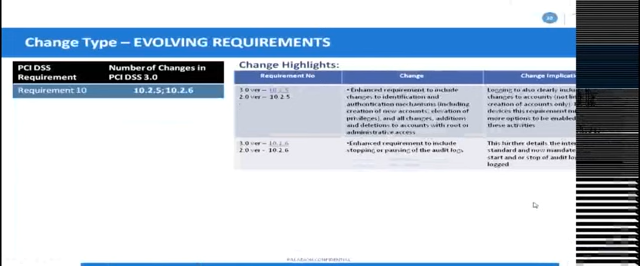 20
Change Type – EVOLVING REQUIREMENTS
PCI DSS Requirement
Number of Changes in PCI DSS 3.0
Requirement 10
10.2.5; 10.2.6
Change Highlights:
Requirement No
Change
Change Implicati
3.0 ver – 10.2.5
2.0 ver – 10.2.5
•Enhanced requirement to include
changes to identification and
authentication mechanisms (including
creation of new accounts, elevation of
privileges), and all changes, additions
and deletions to accounts with root or
administrative access
Logging to also clearly inclu
changes to accounts (not
creation of accounts only).
devices this requirement
more options to be enabled
these activities
3.0 ver – 10.2.6
2.0 ver – 10.2.6
•Enhanced requirement to include
stopping or pausing of the audit logs
This further details the inte
standard and now mandate
start and or stop of audit lo
logged